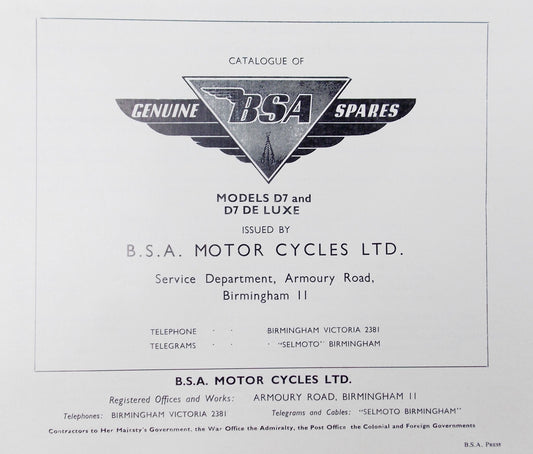 CATALOGUE OF
GENUINE BSA SPARES
MODELS D7 and
D7 DE LUXE
ISSUED BY
B.S.A. MOTOR CYCLES LTD.
Service Department, Armoury Road,
Birmingham 11
TELEPHONE · · BIRMINGHAM VICTORIA 2381
TELEGRAMS · · "SELMOTO" BIRMINGHAM
B.S.A. MOTOR CYCLES LTD.
Registered Offices and Works: ARMOURY ROAD, BIRMINGHAM 11
Telephones: BIRMINGHAM VICTORIA 2381 Telegrams and Cables: "SELMOTO BIRMINGHAM"
Contractors to Her Majesty's Government, the War Office the Admiralty, the Post Office the Colonial and Foreign Governments
B.S.A. PRESS